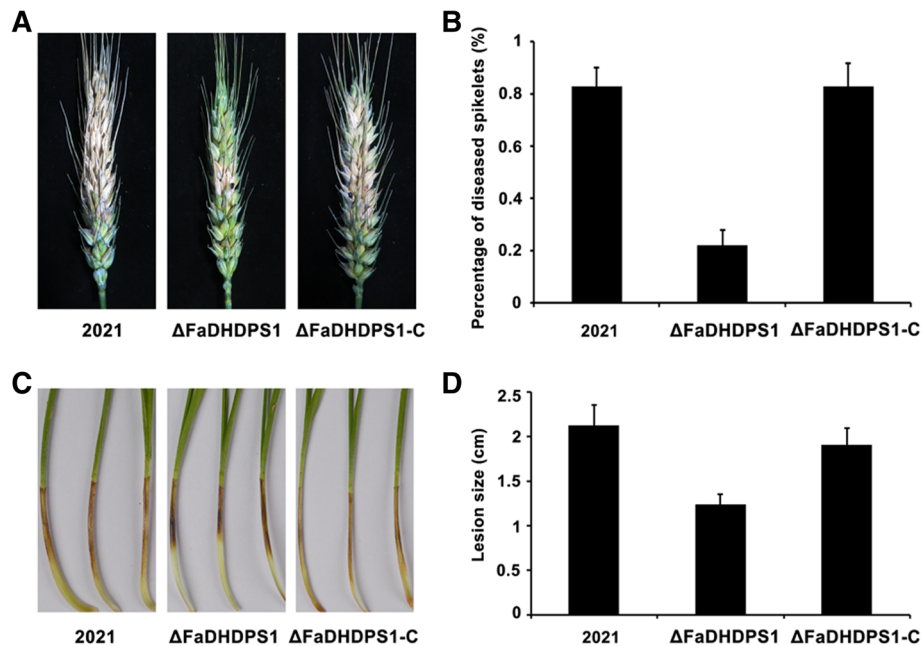 A
2021
ΔFaDHDPS1
ΔFaDHDPS1-C
B
Percentage of diseased spikelets (%)
1
0.8
0.6
0.4
0.2
0
2021
ΔFaDHDPS1
ΔFaDHDPS1-C
C
2021
ΔFaDHDPS1
ΔFaDHDPS1-C
D
Lesion size (cm)
2.5
2
1.5
1
0.5
0
2021
ΔFaDHDPS1
ΔFaDHDPS1-C